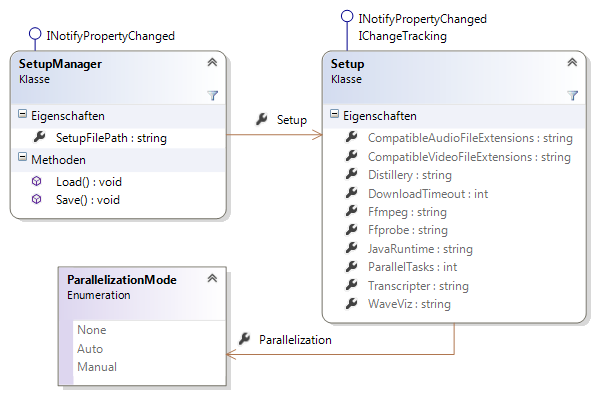 INotifyPropertyChanged
SetupManager
Klasse
Eigenschaften
SetupFilePath : string
Methoden
Load() : void
Save() : void
Setup
INotifyPropertyChanged
IChangeTracking
Setup
Klasse
Eigenschaften
CompatibleAudioFileExtensions : string
CompatibleVideoFileExtensions : string
Distillery : string
DownloadTimeout : int
Ffmpeg : string
Ffprobe : string
JavaRuntime : string
ParallelTasks : int
Transcripter : string
WaveViz : string
Parallelization
ParallelizationMode
Enumeration
None
Auto
Manual